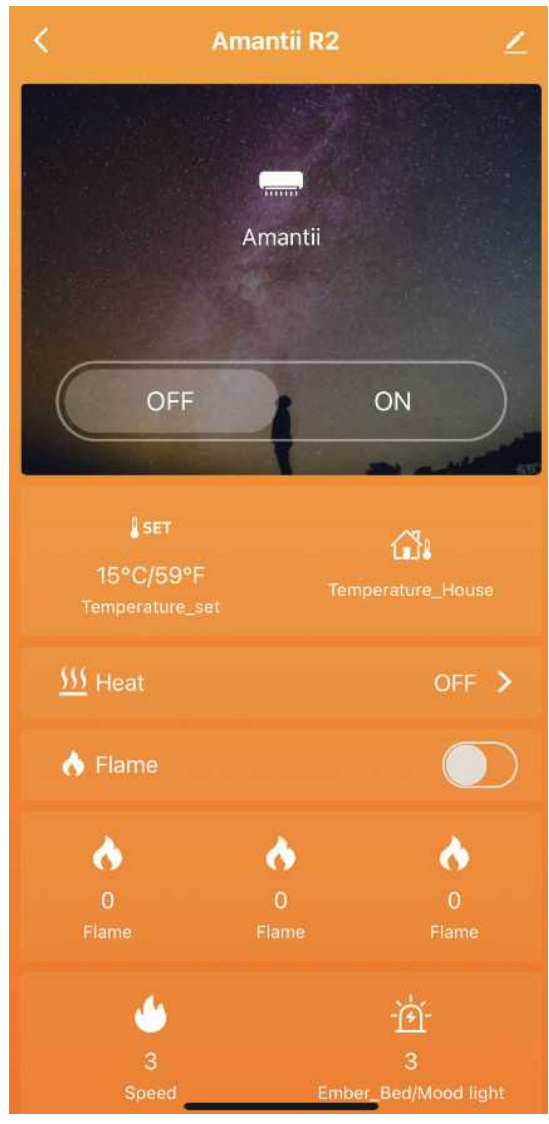 Amantii R2
Amantii
OFF ON
SET
15°C/59°F
Temperature_set
Temperature_House
Heat OFF
Flame
0 0 0
Flame Flame Flame
3 3
Speed Ember_Bed/Mood light